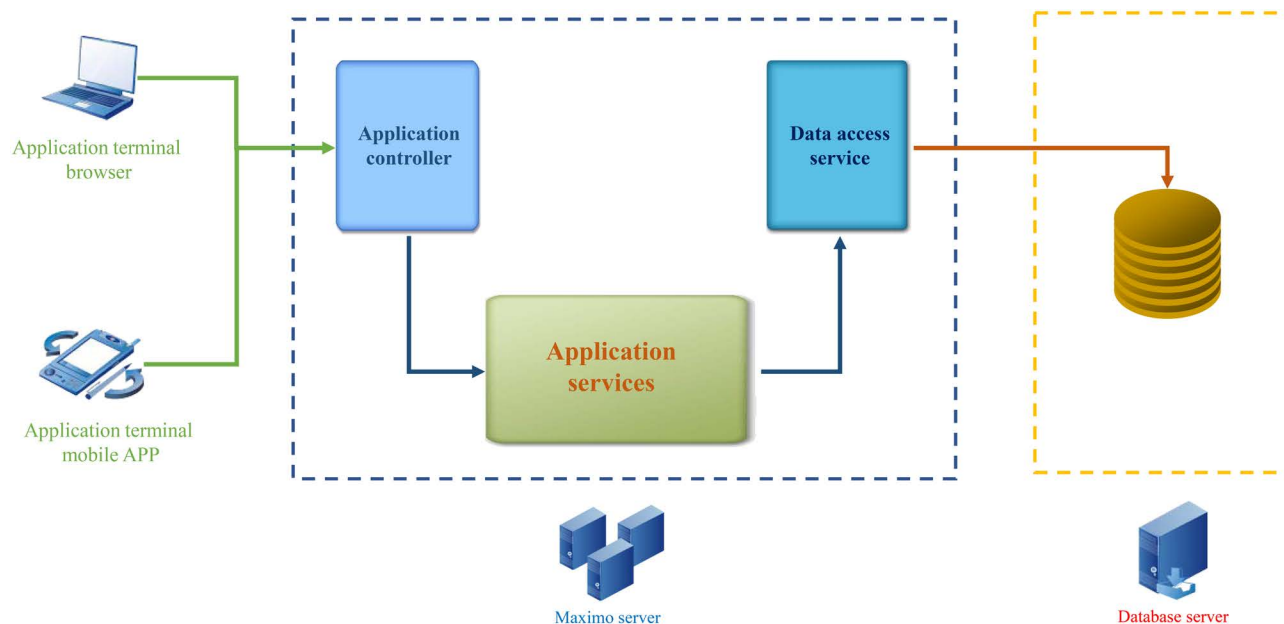 Application terminal
browser
Application terminal
mobile APP
Application
controller
Application
services
Data access
service
Maximo server
Database server